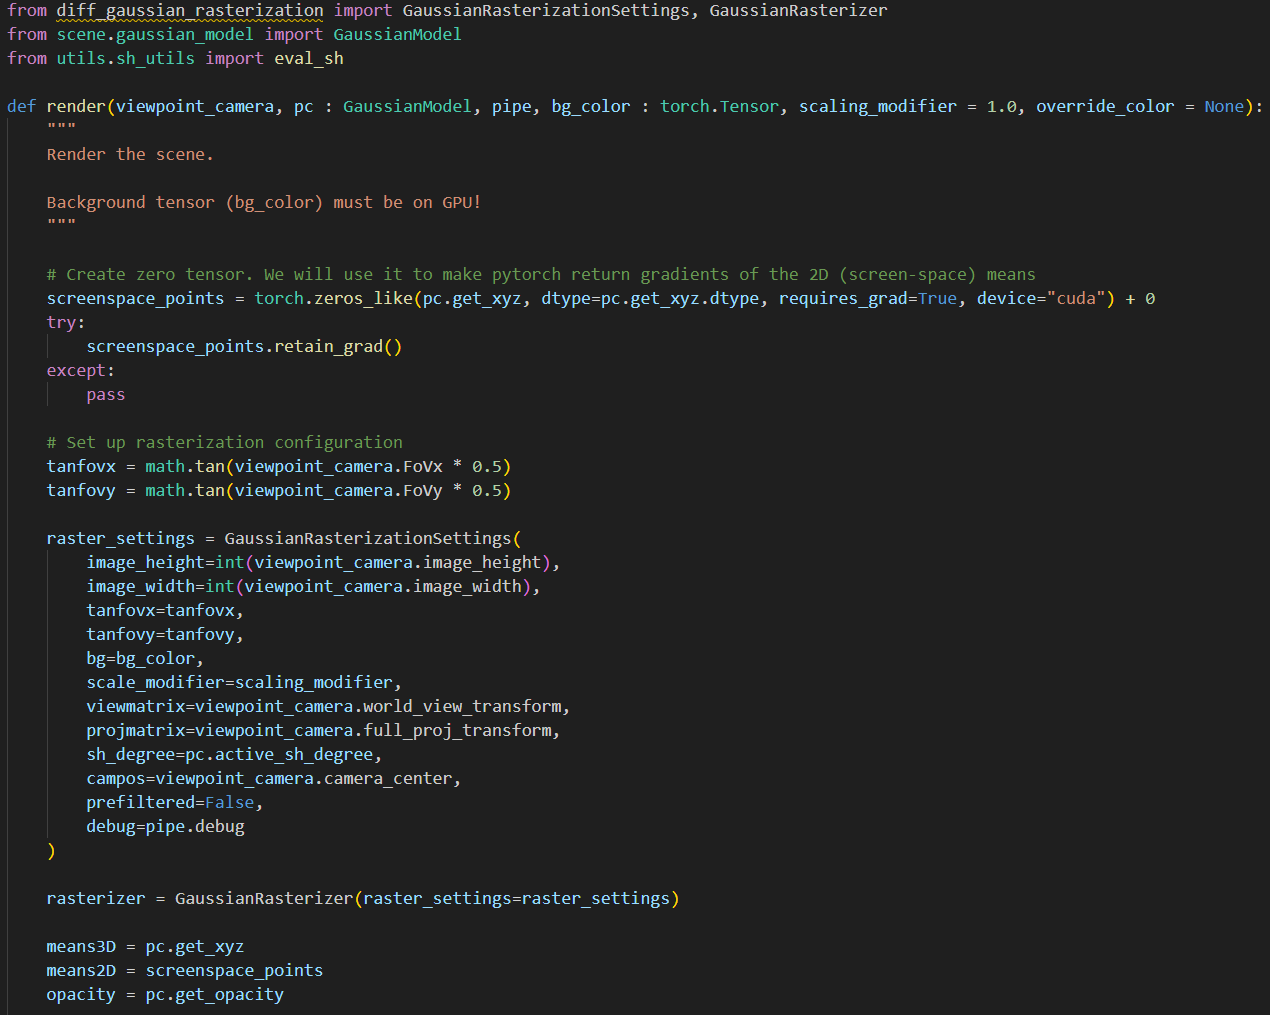 from diff_gaussian_rasterization import GaussianRasterizationSettings, GaussianRasterizer
from scene.gaussian_model import GaussianModel
from utils.sh_utils import eval_sh

def render(viewpoint_camera, pc : GaussianModel, pipe, bg_color : torch.Tensor, scaling_modifier = 1.0, override_color = None):
    """
    Render the scene.

    Background tensor (bg_color) must be on GPU!
    """

    # Create zero tensor. We will use it to make pytorch return gradients of the 2D (screen-space) means
    screenspace_points = torch.zeros_like(pc.get_xyz, dtype=pc.get_xyz.dtype, requires_grad=True, device="cuda") + 0
    try:
        screenspace_points.retain_grad()
    except:
        pass

    # Set up rasterization configuration
    tanfovx = math.tan(viewpoint_camera.FoVx * 0.5)
    tanfovy = math.tan(viewpoint_camera.FoVy * 0.5)

    raster_settings = GaussianRasterizationSettings(
        image_height=int(viewpoint_camera.image_height),
        image_width=int(viewpoint_camera.image_width),
        tanfovx=tanfovx,
        tanfovy=tanfovy,
        bg=bg_color,
        scale_modifier=scaling_modifier,
        viewmatrix=viewpoint_camera.world_view_transform,
        projmatrix=viewpoint_camera.full_proj_transform,
        sh_degree=pc.active_sh_degree,
        campos=viewpoint_camera.camera_center,
        prefiltered=False,
        debug=pipe.debug
    )

    rasterizer = GaussianRasterizer(raster_settings=raster_settings)

    means3D = pc.get_xyz
    means2D = screenspace_points
    opacity = pc.get_opacity